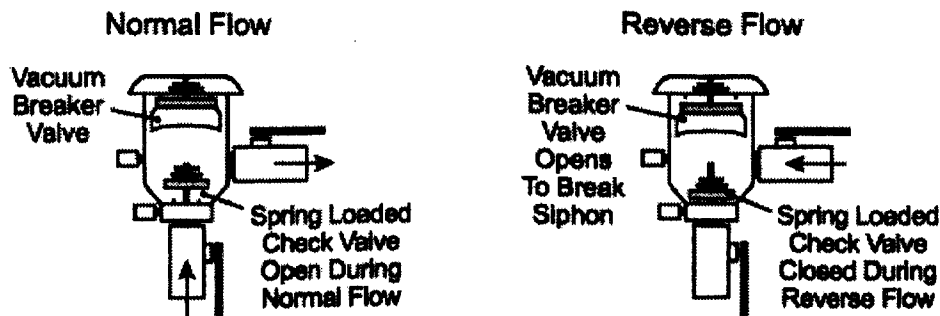 Normal Flow
Vacuum
Breaker
Valve
Spring Loaded
Check Valve
Open During
Normal Flow
Reverse Flow
Vacuum
Breaker
Valve
Opens
To Break
Siphon
Spring Loaded
Check Valve
Closed During
Reverse Flow